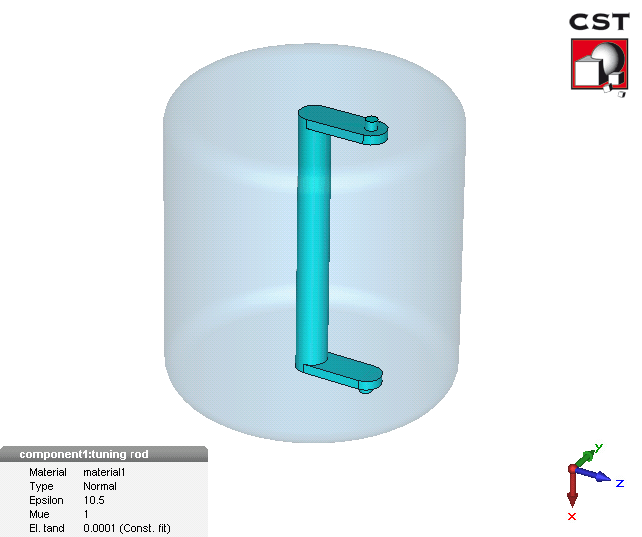 CST
component1:tuning rod
Material material1
Type Normal
Epsilon 10.5
Mue 1
El. tand 0.0001 (Const. fit)
y
z
x